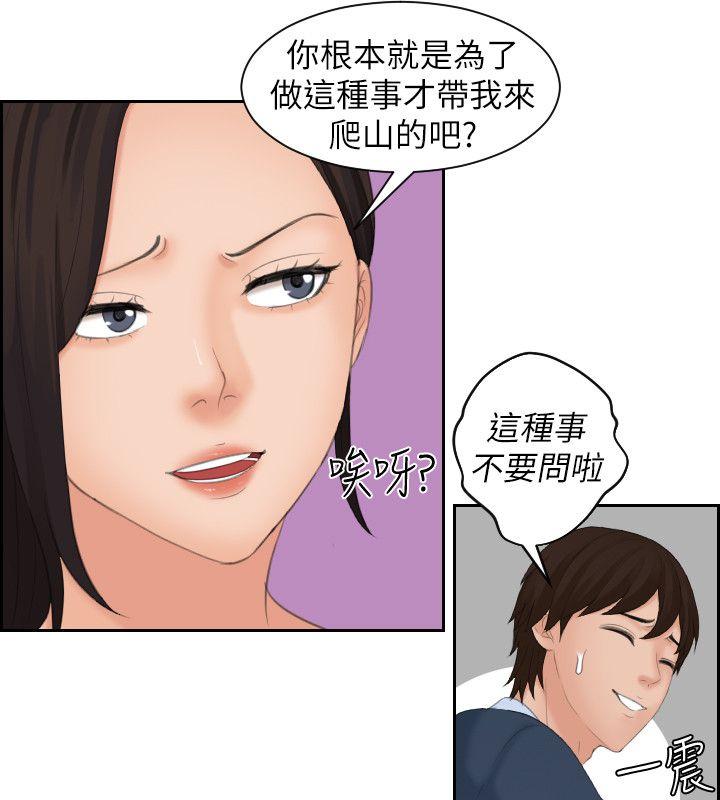 你根本就是為了
做這種事才帶我來
爬山的吧?
唉呀?
這種事
不要問啦
一震